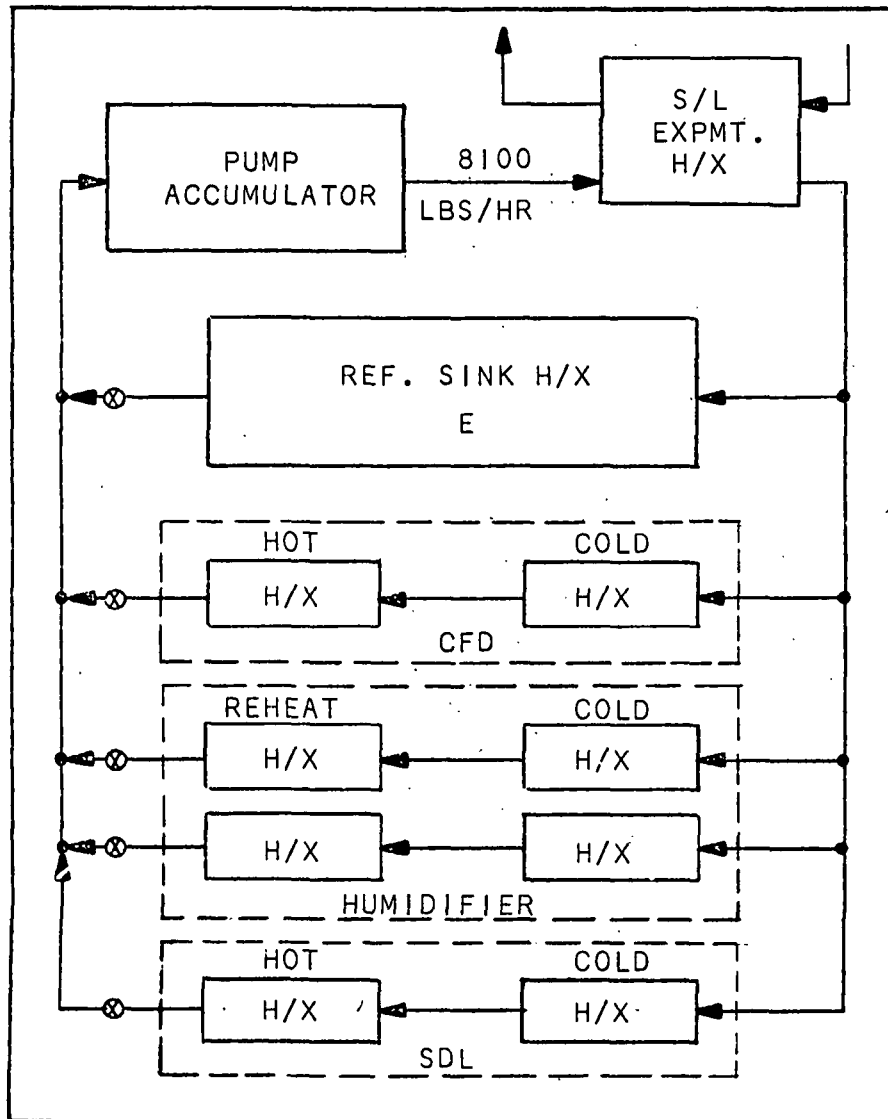 S/L
EXPMT.
H/X
PUMP
ACCUMULATOR
8100
LBS/HR
REF. SINK H/X
E
HOT
COLD
H/X
H/X
CFD
REHEAT
COLD
H/X
H/X
H/X
H/X
HUMIDIFIER
HOT
COLD
H/X
H/X
SDL